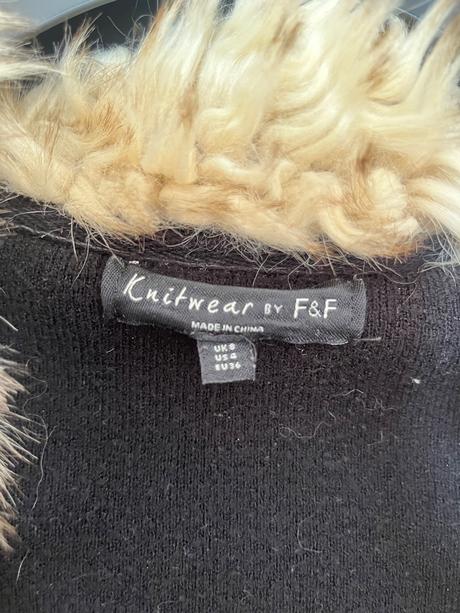 Knitwear BY F&F
MADE IN CHINA
UK 8
US 4
EU 36